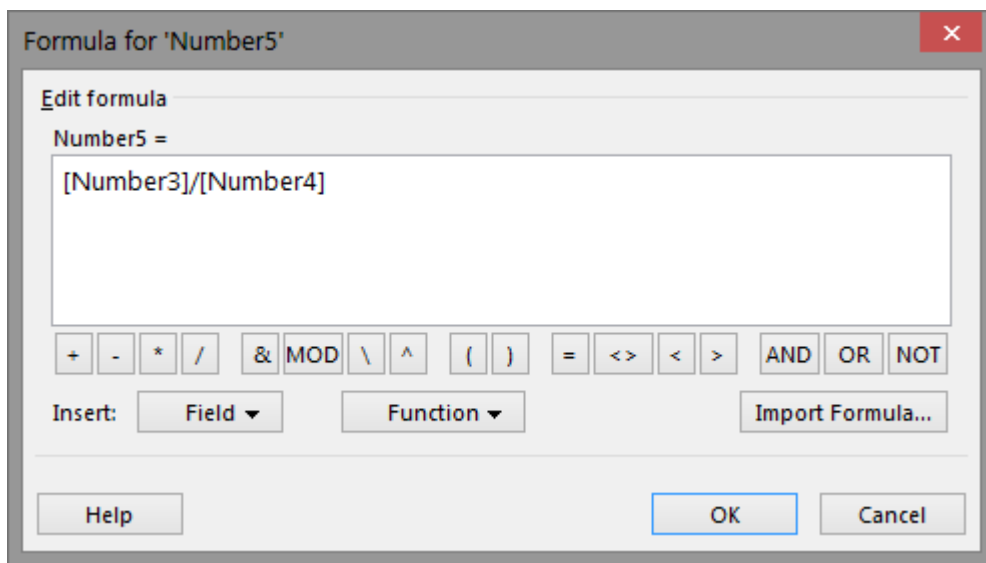 Formula for 'Number5'
Edit formula
Number5 =
[Number3]/[Number4]
+ - * / & MOD \ ^ ( ) = <> < > AND OR NOT
Insert: Field Function Import Formula...
Help OK Cancel